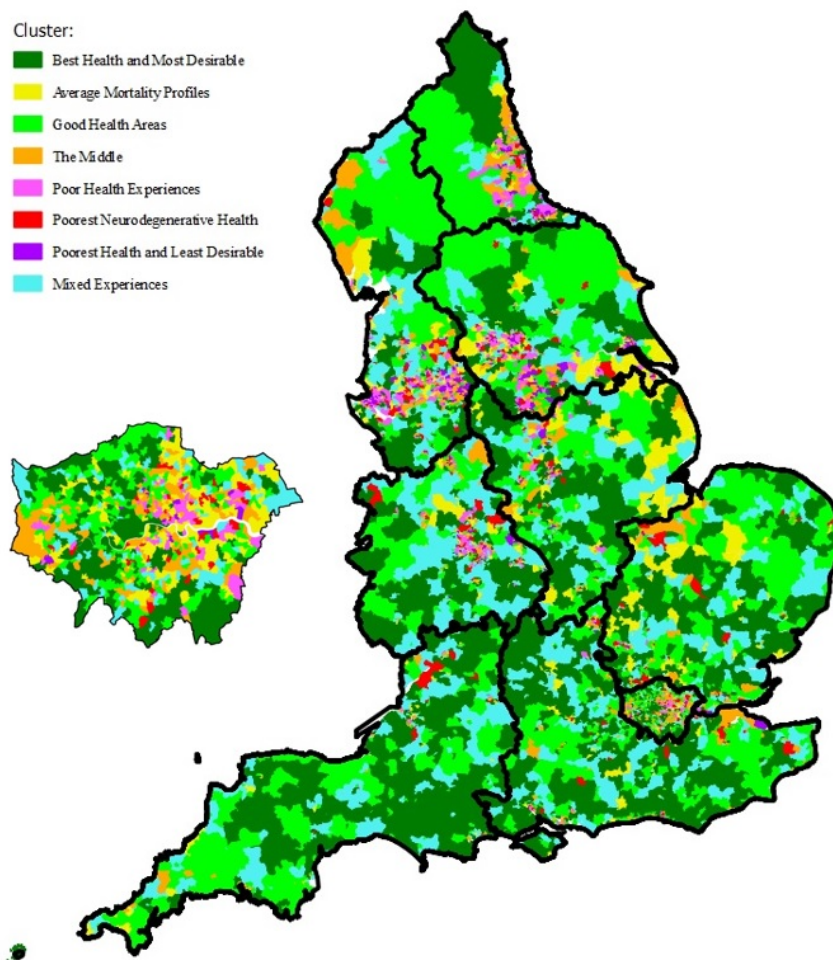 Cluster:
Best Health and Most Desirable
Average Mortality Profiles
Good Health Areas
The Middle
Poor Health Experiences
Poorest Neurodegenerative Health
Poorest Health and Least Desirable
Mixed Experiences